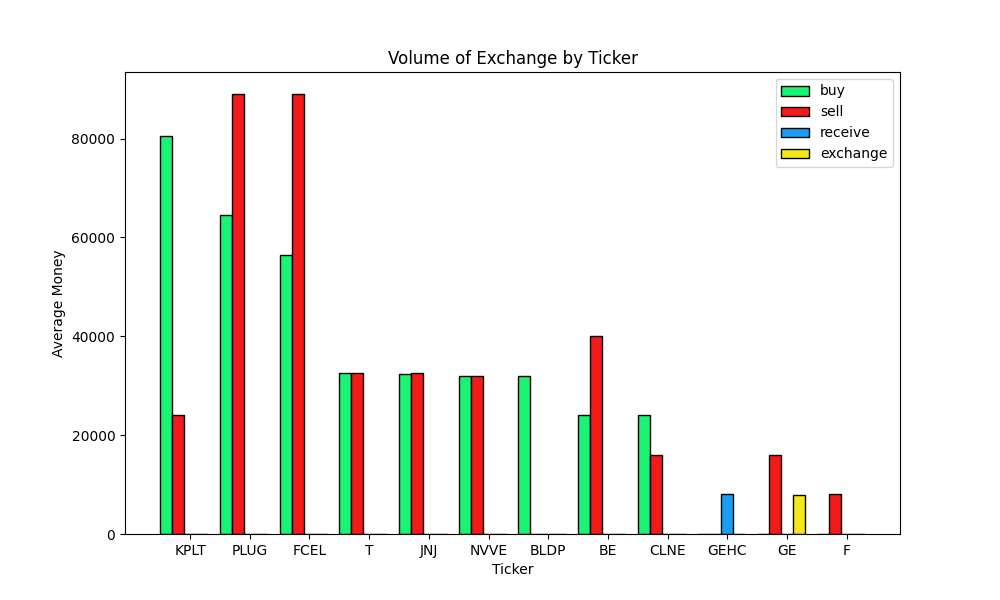 Volume of Exchange by Ticker
buy
sell
receive
exchange
80000
60000
40000
20000
0
Average Money
KPLT PLUG FCEL T JNJ NVVE BLDP BE CLNE GEHC GE F
Ticker